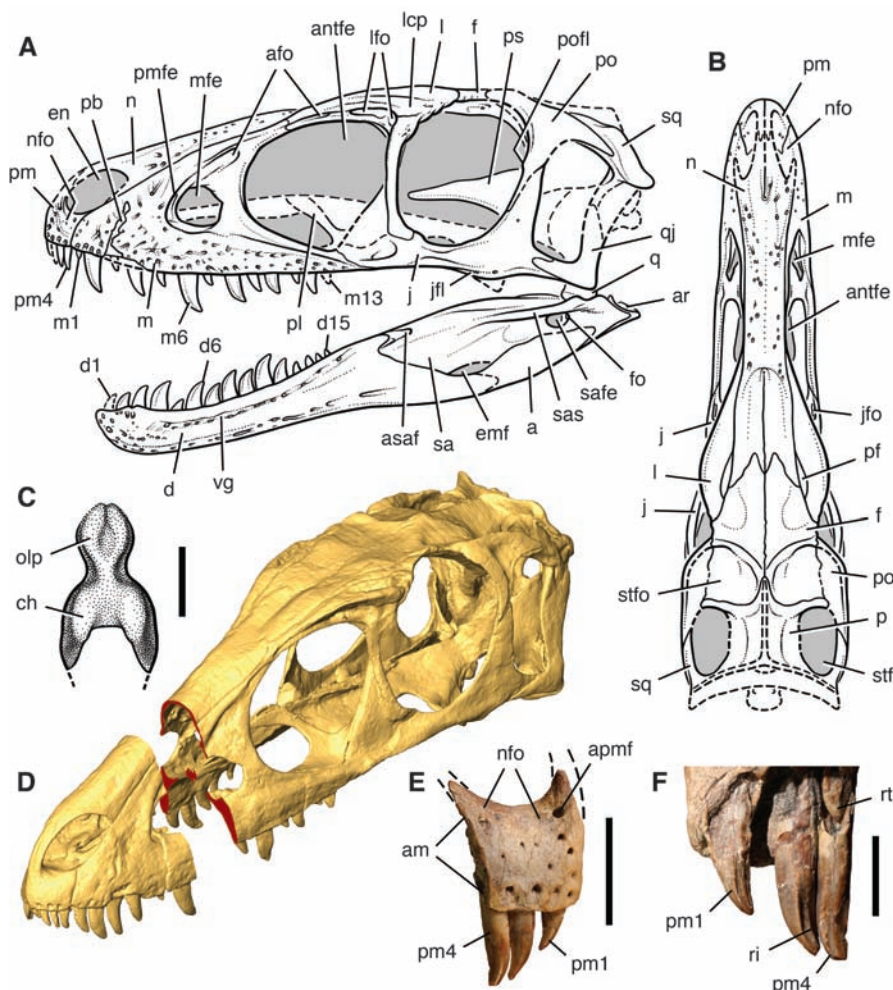 A
antfe
lfo
lcp
l
f
ps
pofl
po
afo
mfe
pmfe
n
pb
en
nfo
pm
sq
qj
q
pm4
m1
m
m6
pl
m13
j
jfl
ar
d15
d6
d1
d
vg
asaf
sa
emf
a
sas
safe
fo
B
pm
nfo
n
m
mfe
antfe
j
jfo
l
pf
j
f
stfo
po
p
sq
stf
C
olp
ch
D
E
nfo
apmf
am
pm4
pm1
F
rt
pm1
ri
pm4